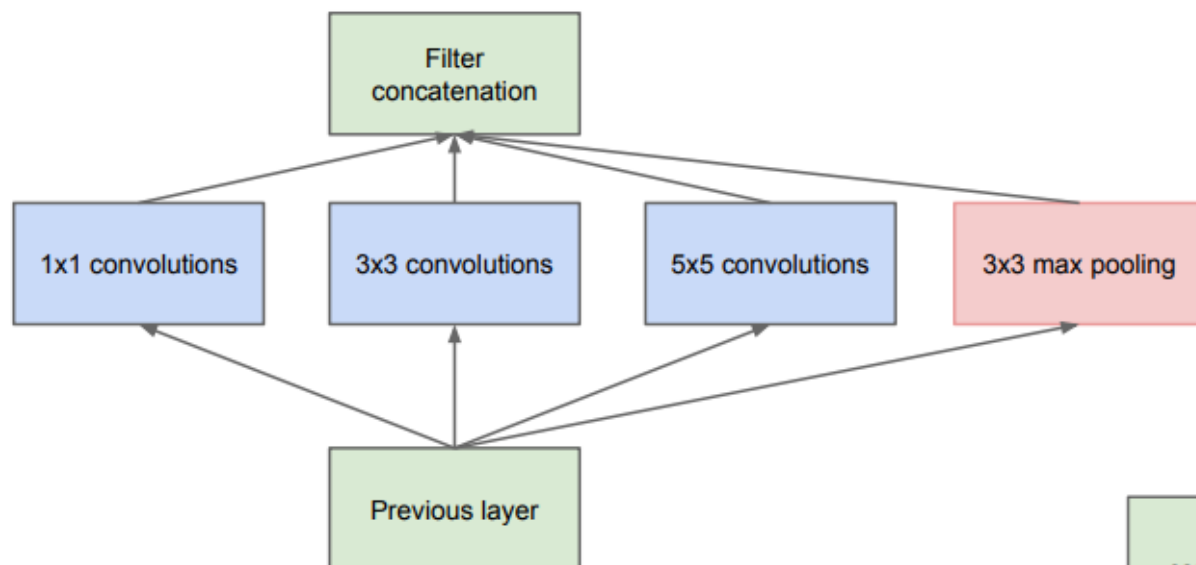 Filter
concatenation
1x1 convolutions
3x3 convolutions
5x5 convolutions
3x3 max pooling
Previous layer